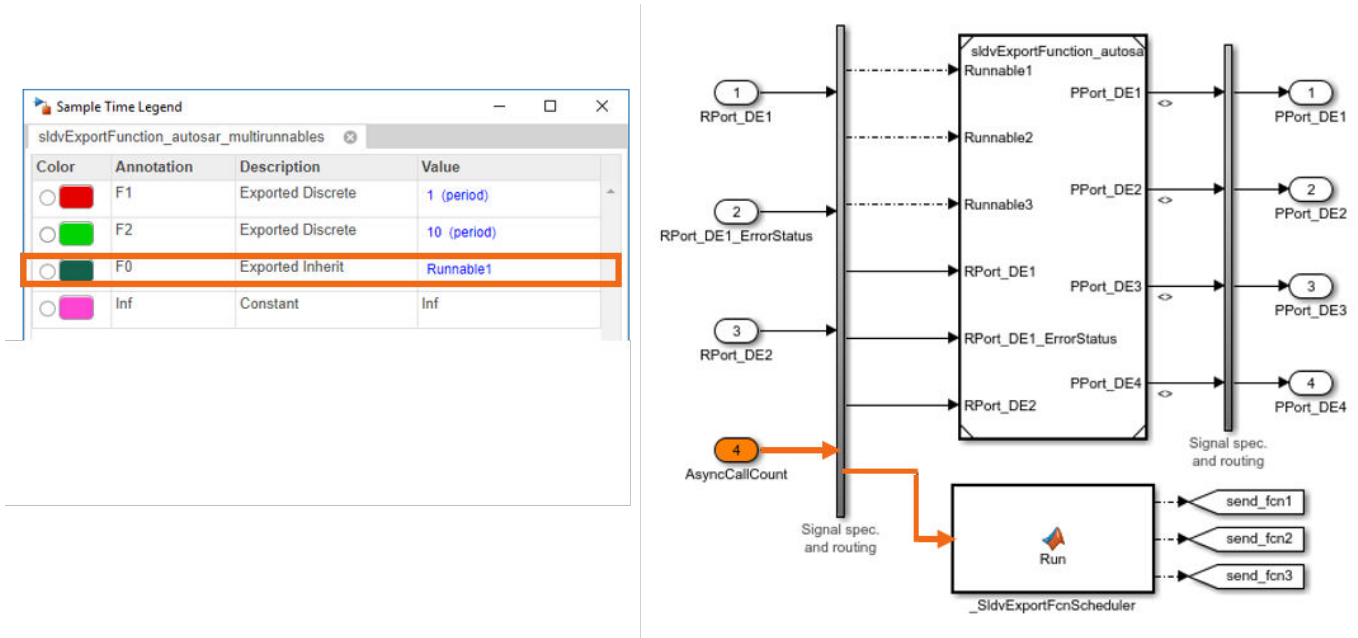 Sample Time Legend
sldvExportFunction_autosar_multirunnables
Color Annotation Description Value
F1 Exported Discrete 1 (period)
F2 Exported Discrete 10 (period)
F0 Exported Inherit Runnable1
Inf Constant Inf
1
RPort_DE1
2
RPort_DE1_ErrorStatus
3
RPort_DE2
4
AsyncCallCount
Signal spec.
and routing
sldvExportFunction_autosa
Runnable1
Runnable2
Runnable3
RPort_DE1
RPort_DE1_ErrorStatus
RPort_DE2
PPort_DE1
<>
PPort_DE2
<>
PPort_DE3
<>
PPort_DE4
<>
Signal spec.
and routing
1
PPort_DE1
2
PPort_DE2
3
PPort_DE3
4
PPort_DE4
Run
_SldvExportFcnScheduler
send_fcn1
send_fcn2
send_fcn3